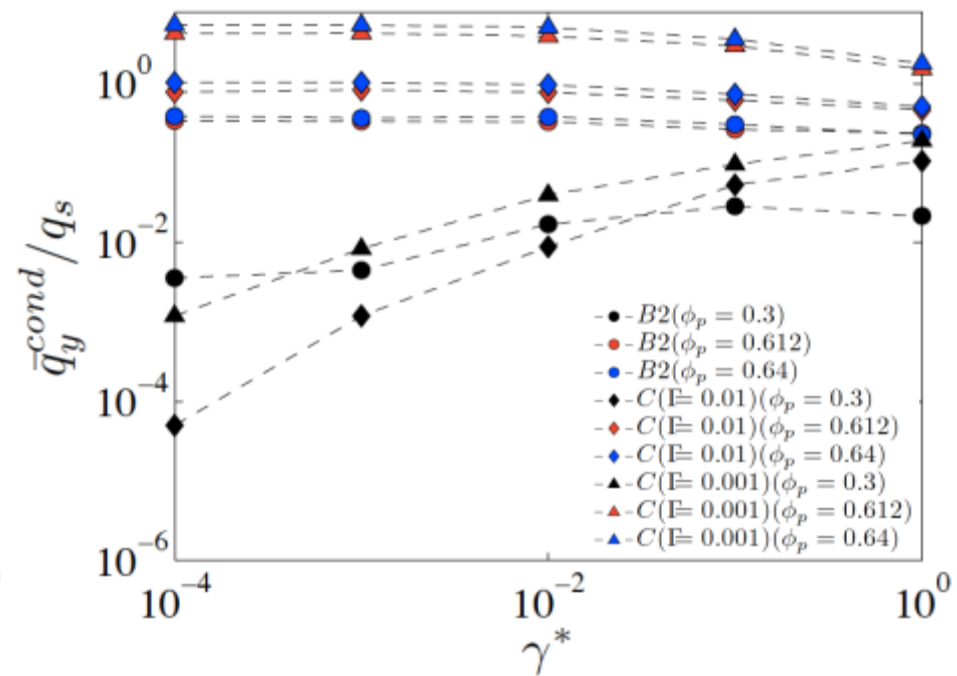 10^0
10^{-2}
10^{-4}
10^{-6}
\bar{q}_y^{cond}/q_s
B2(ϕ_p = 0.3)
B2(ϕ_p = 0.612)
B2(ϕ_p = 0.64)
C(Γ= 0.01)(ϕ_p = 0.3)
C(Γ= 0.01)(ϕ_p = 0.612)
C(Γ= 0.01)(ϕ_p = 0.64)
C(Γ= 0.001)(ϕ_p = 0.3)
C(Γ= 0.001)(ϕ_p = 0.612)
C(Γ= 0.001)(ϕ_p = 0.64)
10^{-4} 10^{-2} 10^0
γ^*